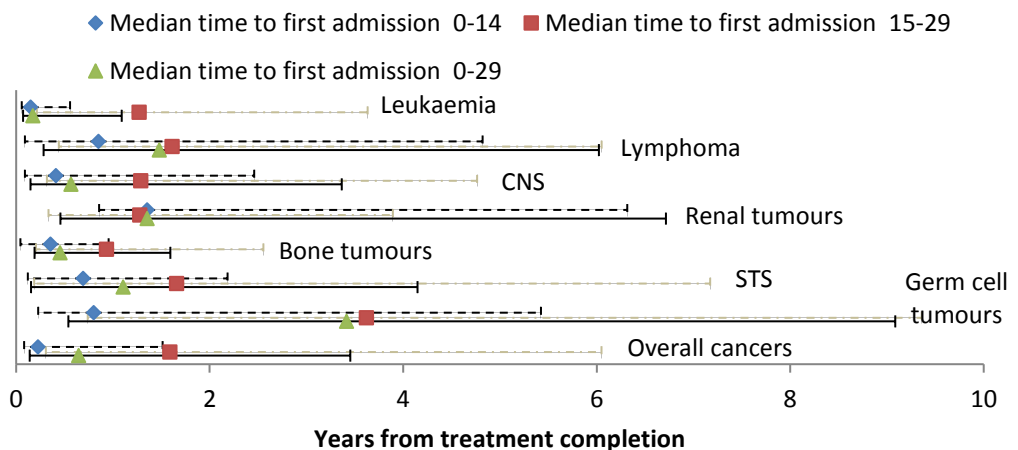 Median time to first admission 0-14 Median time to first admission 15-29
Median time to first admission 0-29
Leukaemia
Lymphoma
CNS
Renal tumours
Bone tumours
STS
Germ cell
tumours
Overall cancers
0 2 4 6 8 10
Years from treatment completion